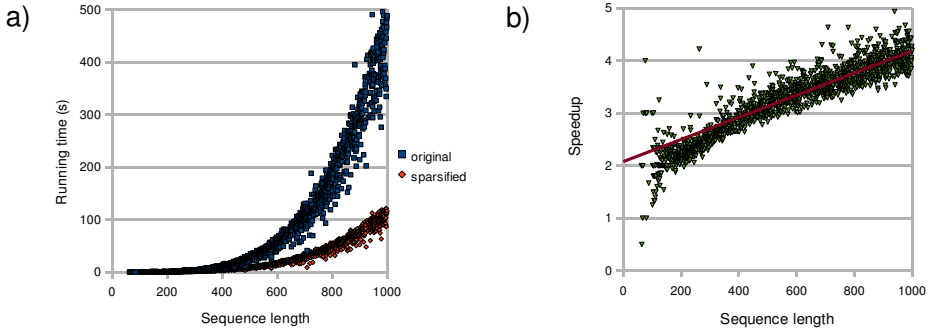 a)
500
400
300
200
100
0
Running time (s)
0 200 400 600 800 1000
Sequence length
original
sparsified
b)
5
4
3
2
1
0
Speedup
0 200 400 600 800 1000
Sequence length